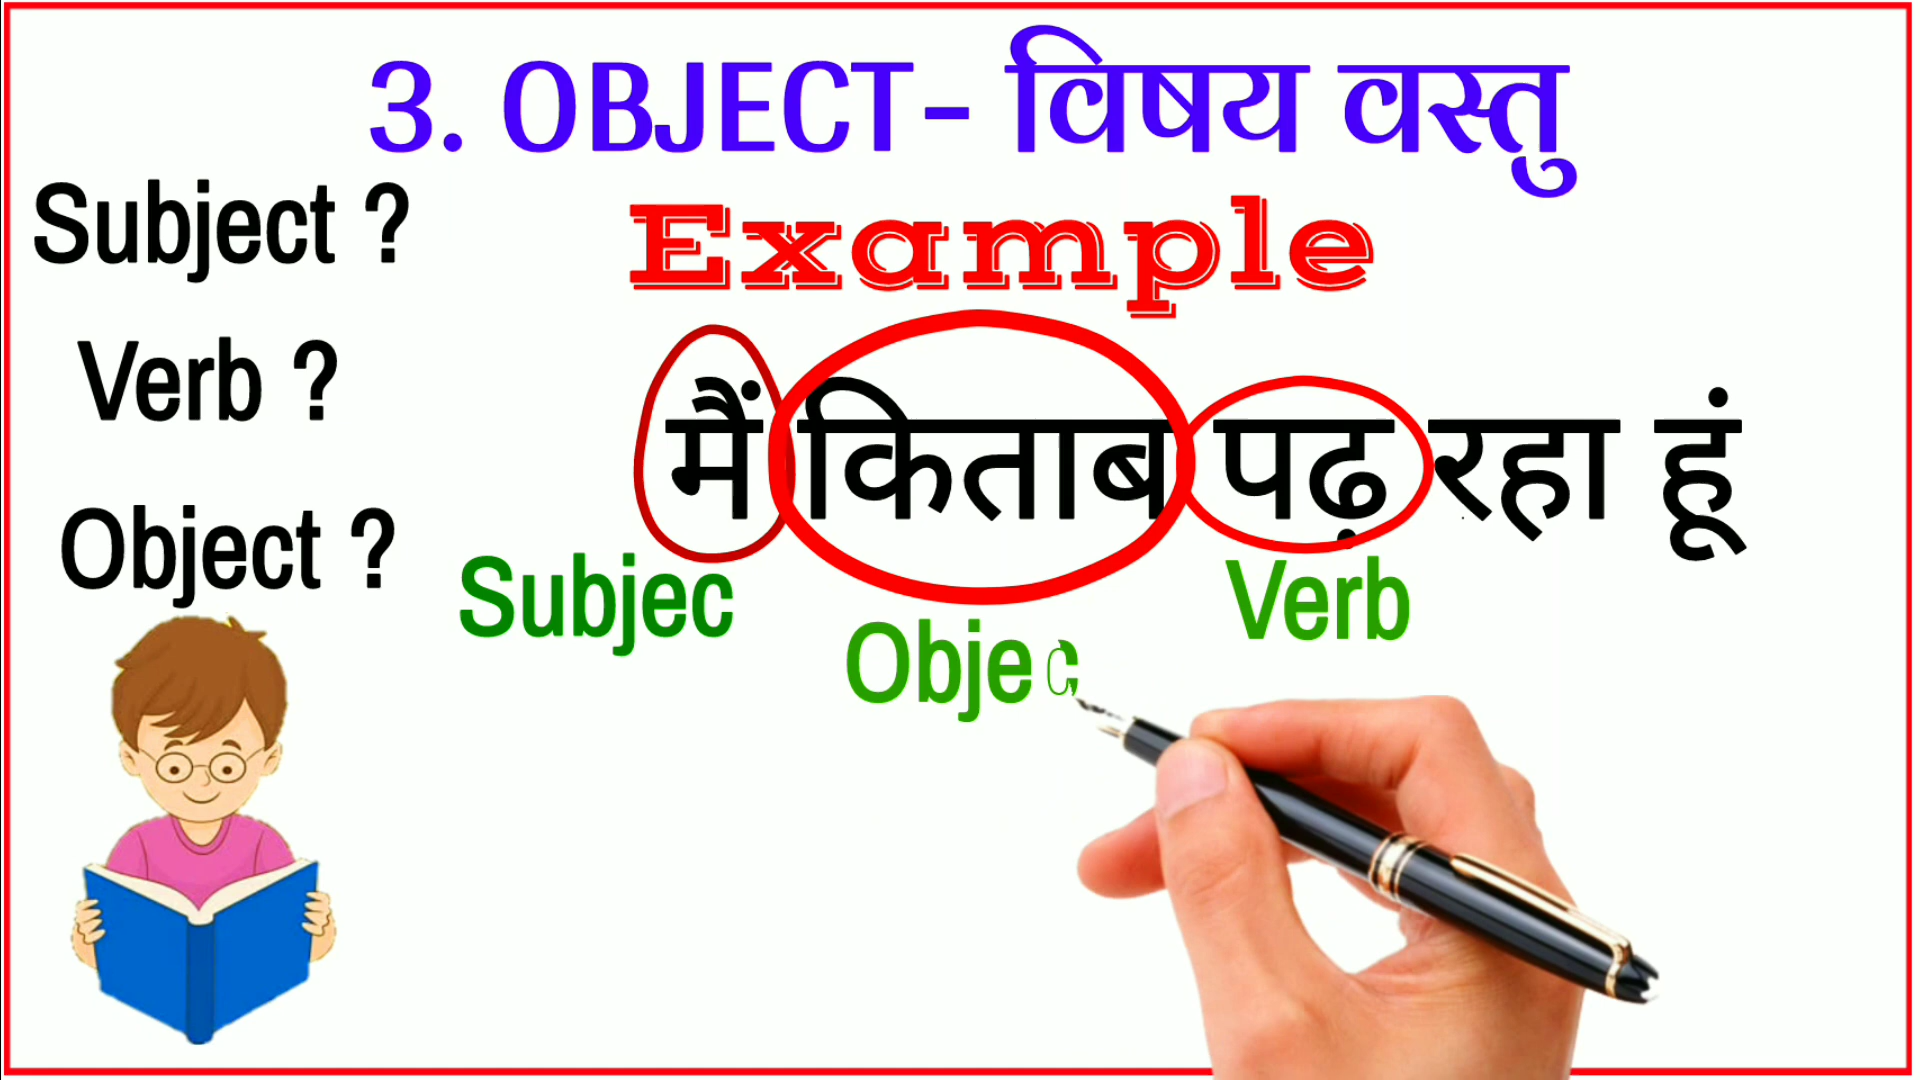 3. OBJECT- विषय वस्तु
Subject ?
Example
Verb ?
मैं किताब पढ़ रहा हूं
Object ?
Subjec
Verb
Objec